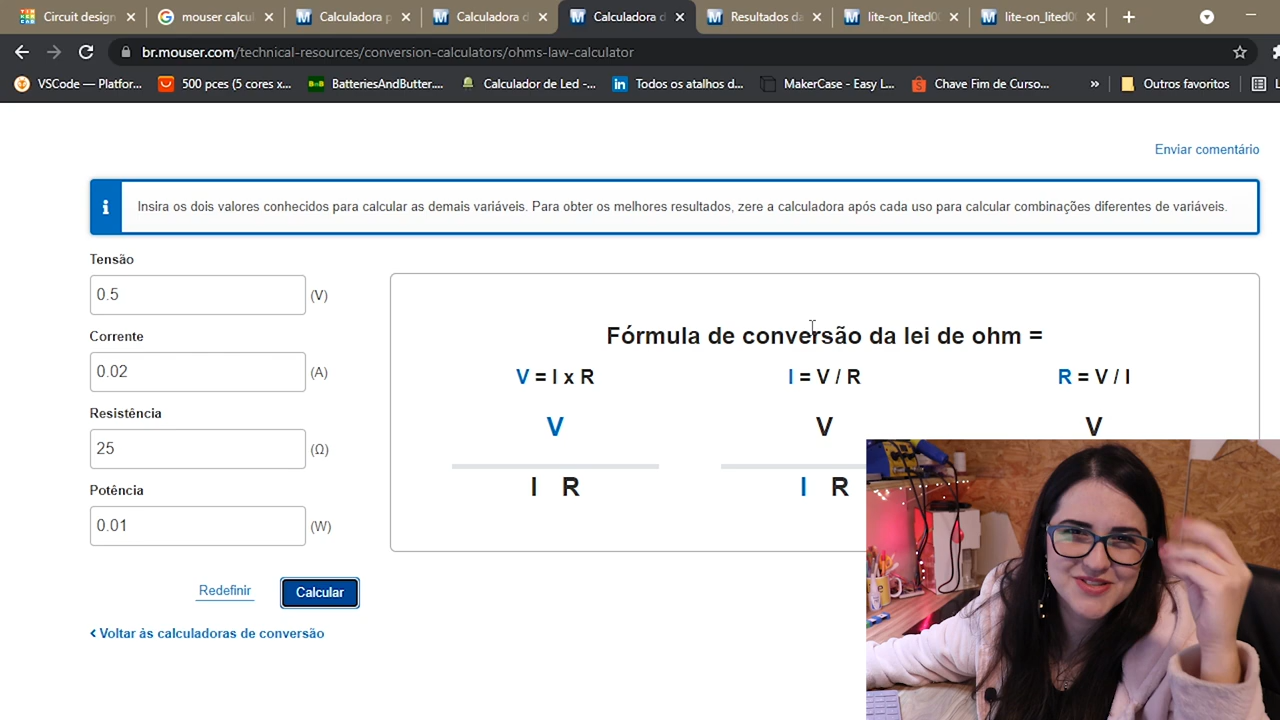 Circuit design
mouser calcu
Calculadora p
Calculadora d
Calculadora d
Resultados da
lite-on_lited0
lite-on_lited0
br.mouser.com/technical-resources/conversion-calculators/ohms-law-calculator
VSCode — Platfor...
500 pces (5 cores x...
BatteriesAndButter....
Calculador de Led -...
Todos os atalhos d...
MakerCase - Easy L...
Chave Fim de Curso...
»
Outros favoritos
Enviar comentário
Insira os dois valores conhecidos para calcular as demais variáveis. Para obter os melhores resultados, zere a calculadora após cada uso para calcular combinações diferentes de variáveis.
Tensão
0.5 (V)
Corrente
0.02 (A)
Resistência
25 (Ω)
Potência
0.01 (W)
Redefinir
Calcular
Voltar às calculadoras de conversão
Fórmula de conversão da lei de ohm =
V = I x R
I = V / R
R = V / I
V
V
V
I R
I R